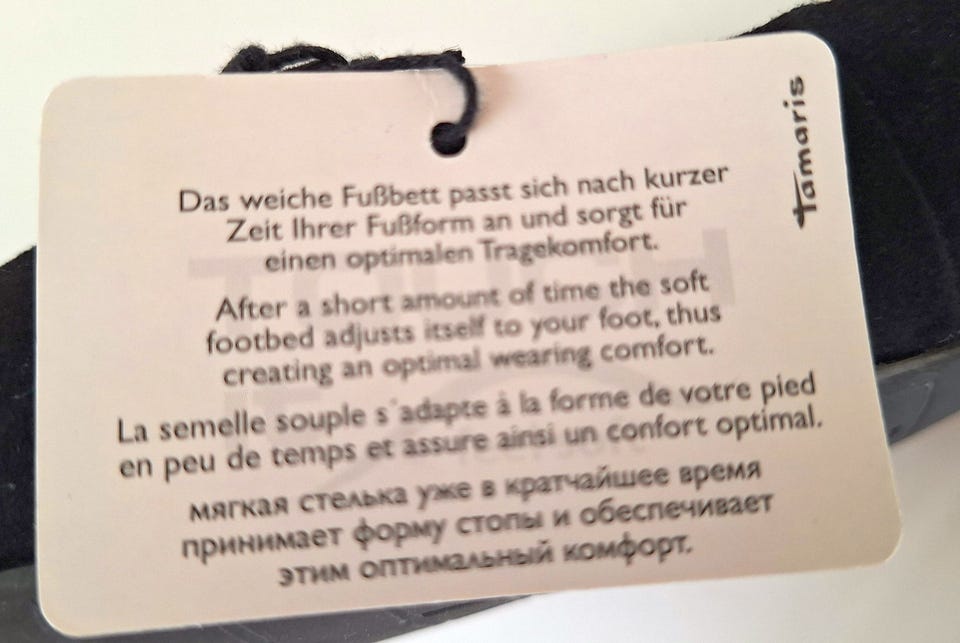 Tamaris
Das weiche Fußbett passt sich nach kurzer
Zeit Ihrer Fußform an und sorgt für
einen optimalen Tragekomfort.
After a short amount of time the soft
footbed adjusts itself to your foot, thus
creating an optimal wearing comfort.
La semelle souple s´adapte à la forme de votre pied
en peu de temps et assure ainsi un confort optimal.
мягкая стелька уже в кратчайшее время
принимает форму стопы и обеспечивает
этим оптимальный комфорт.